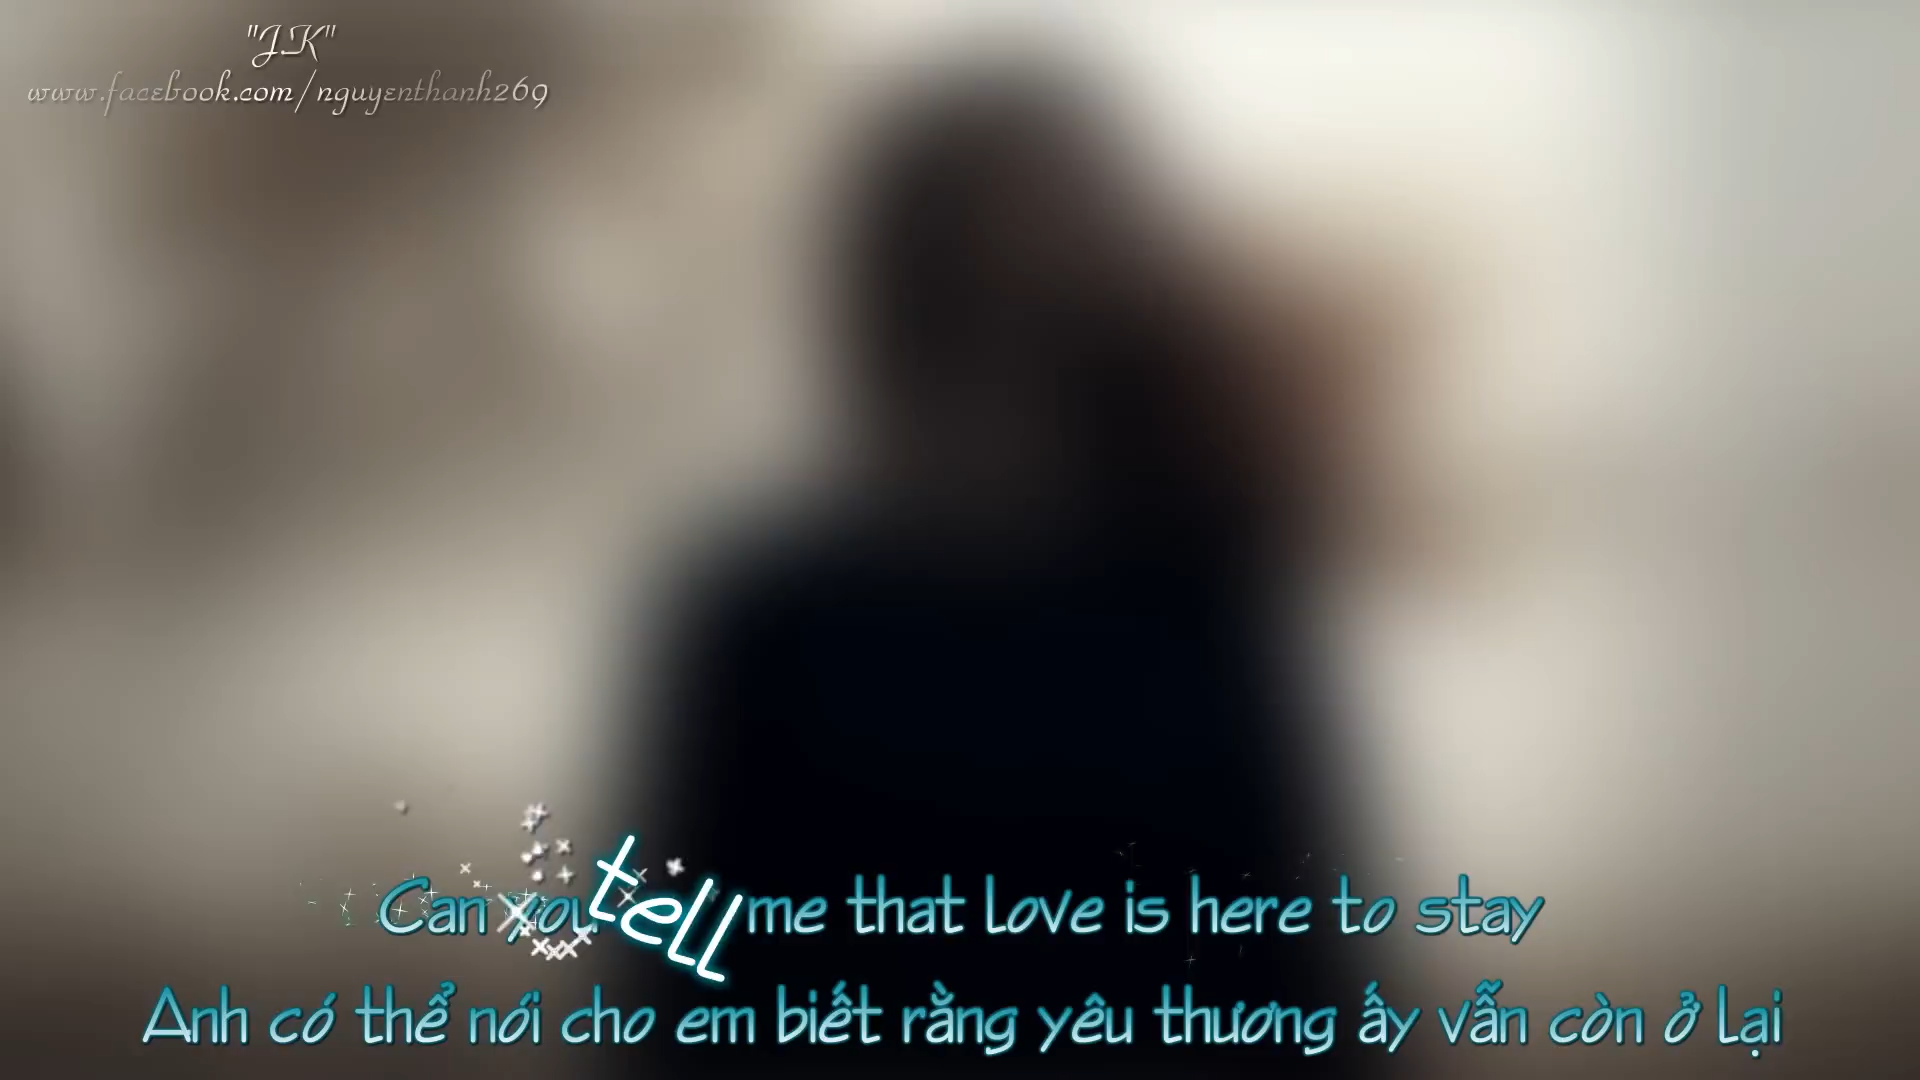 "J.K"
www.facebook.com/nguyenthanh269
Can you tell me that love is here to stay
Anh có thể nói cho em biết rằng yêu thương ấy vẫn còn ở lại